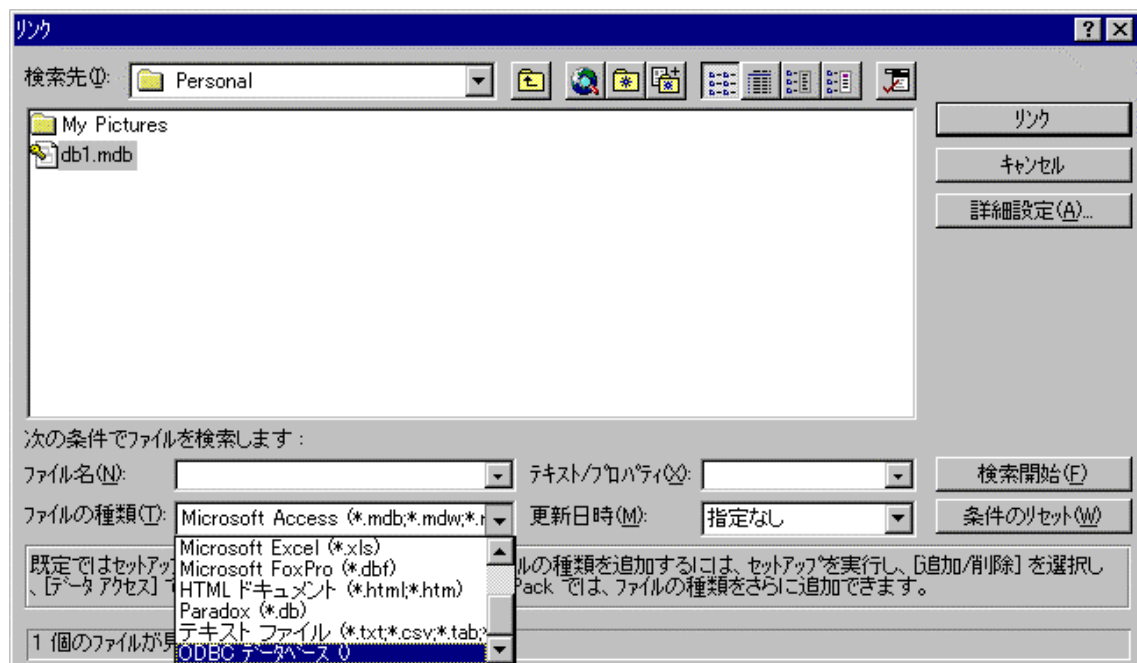 リンク
検索先(I):
Personal
My Pictures
db1.mdb
リンク
キャンセル
詳細設定(A)...
次の条件でファイルを検索します：
ファイル名(N):
テキスト/プロパティ(X):
検索開始(F)
ファイルの種類(T):
Microsoft Access (*.mdb;*.mdw;*.
更新日時(M):
指定なし
条件のリセット(W)
Microsoft Excel (*.xls)
Microsoft FoxPro (*.dbf)
HTML ドキュメント (*.html;*.htm)
Paradox (*.db)
テキスト ファイル (*.txt;*.csv;*.tab;
ODBC データベース ()
既定ではセットアッ ルの種類を追加するには、セットアップを実行し、[追加/削除] を選択し
、[データ アクセス] Pack では、ファイルの種類をさらに追加できます。
1 個のファイルが見